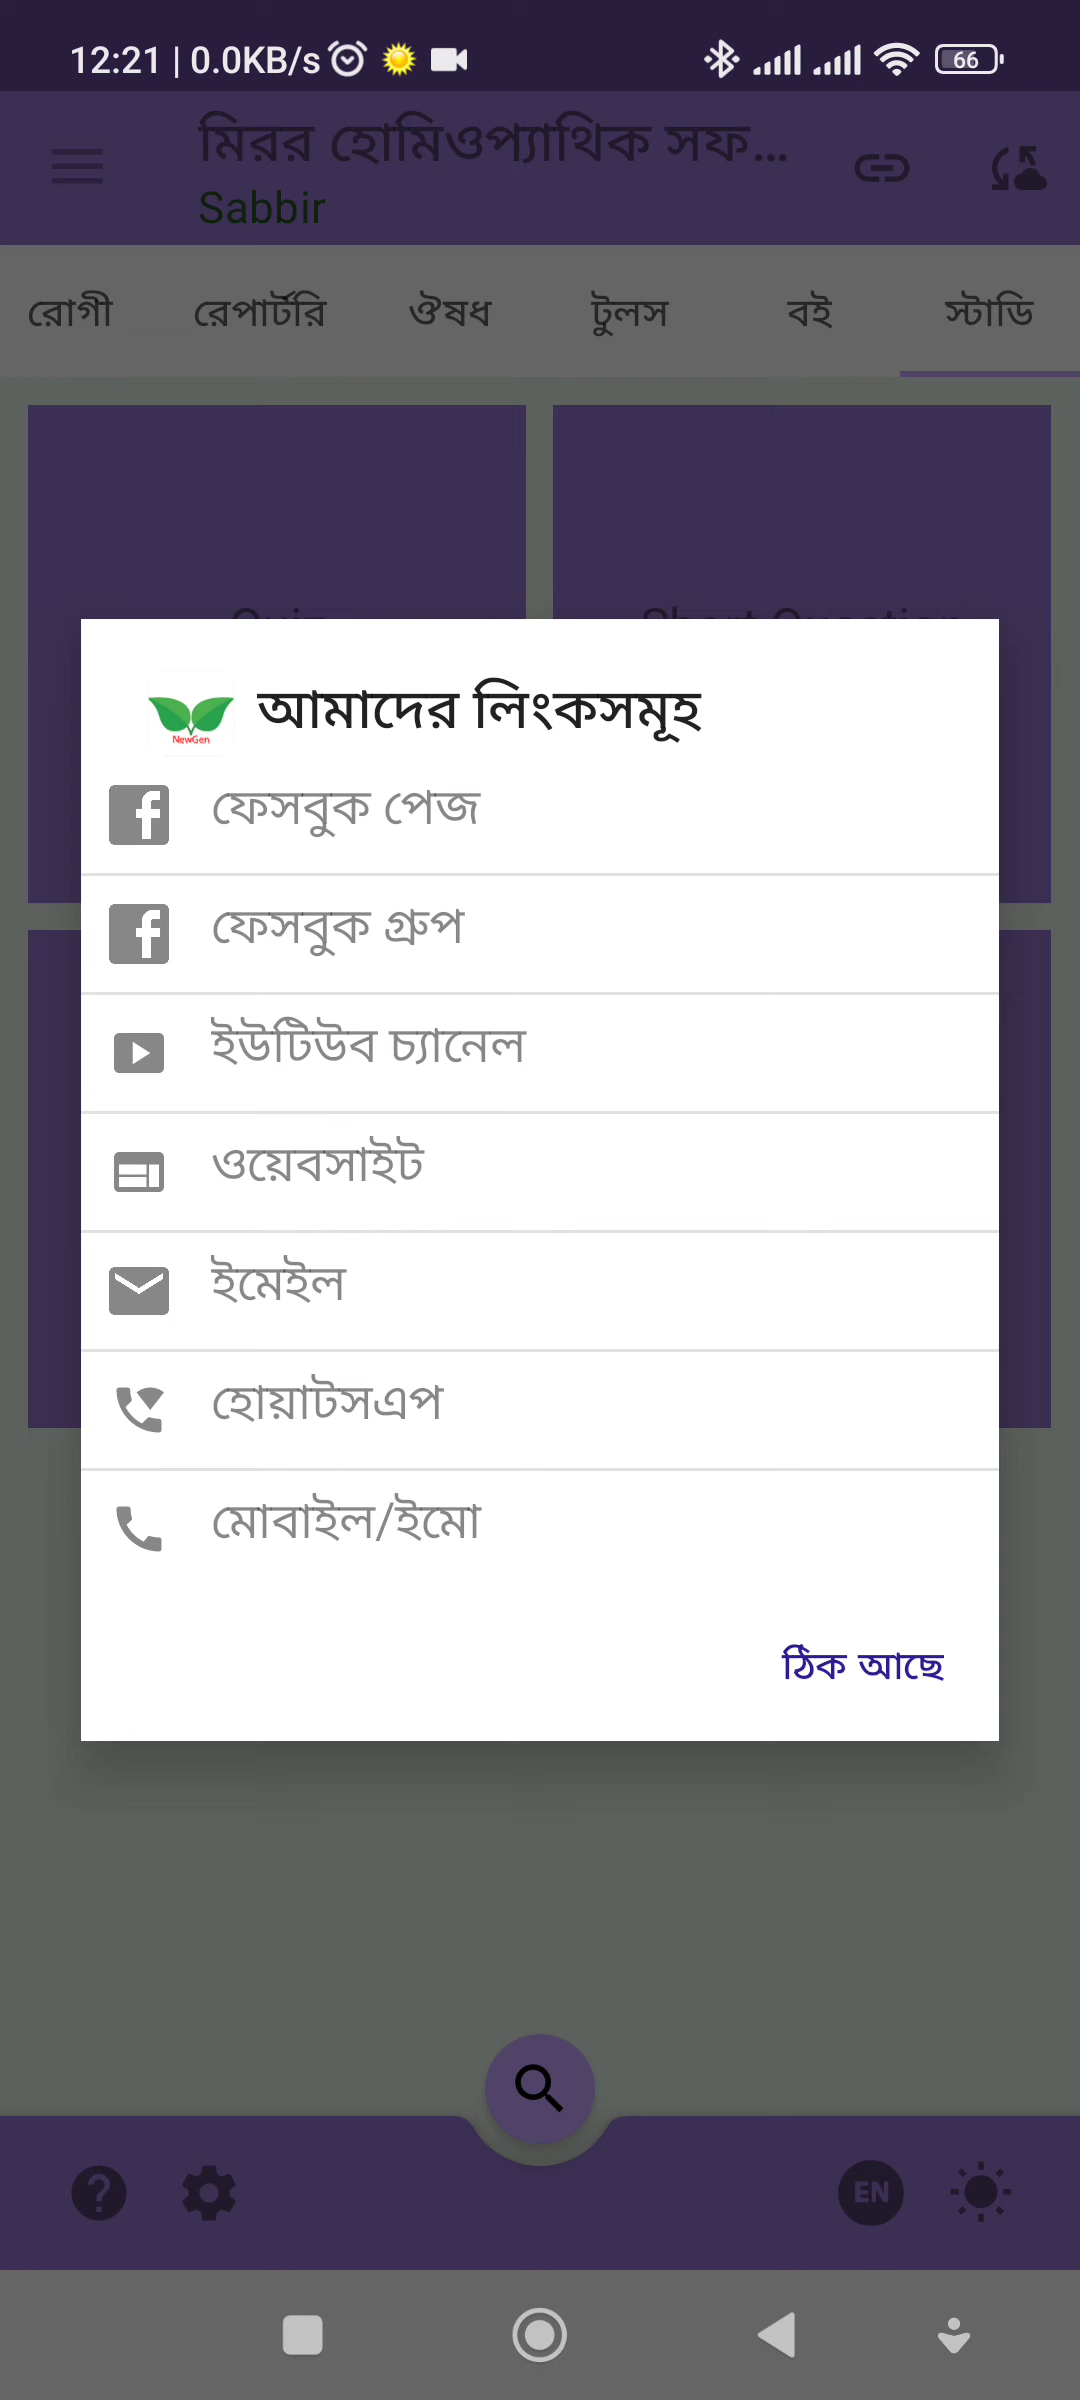 12:21 | 0.0KB/s
66
মিরর হোমিওপ্যাথিক সফ...
Sabbir
রোগী রেপার্টরি ঔষধ টুলস বই স্টাডি
আমাদের লিংকসমূহ
NewGen
ফেসবুক পেজ
ফেসবুক গ্রুপ
ইউটিউব চ্যানেল
ওয়েবসাইট
ইমেইল
হোয়াটসএপ
মোবাইল/ইমো
ঠিক আছে
EN